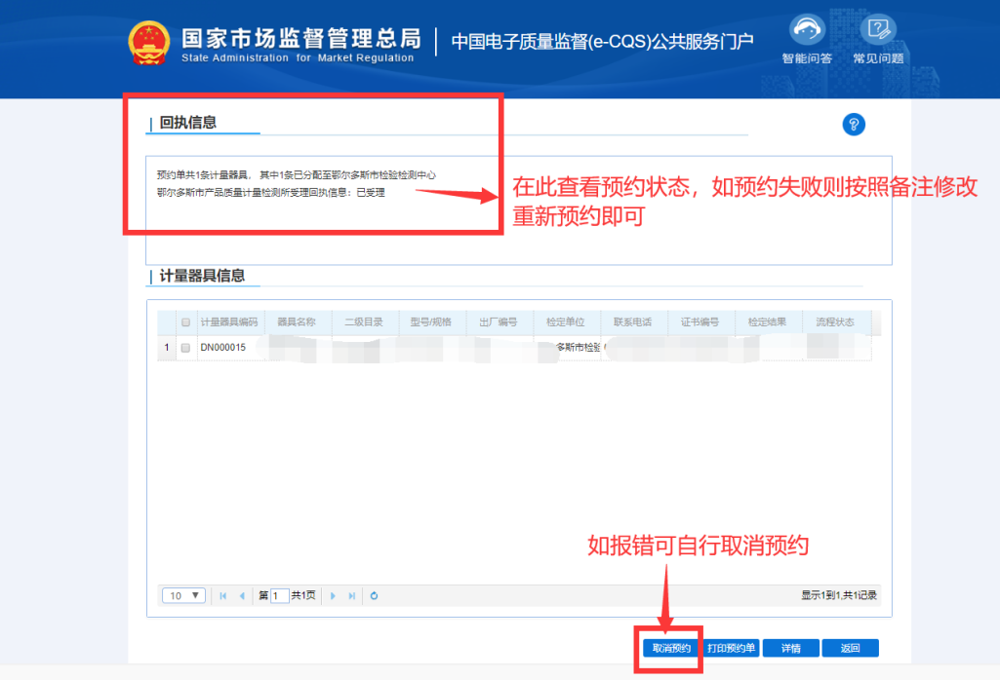 国家市场监督管理总局
State Administration for Market Regulation
中国电子质量监督(e-CQS)公共服务门户
智能问答
常见问题
回执信息
预约单共1条计量器具，其中1条已分配至鄂尔多斯市检验检测中心
鄂尔多斯市产品质量计量检测所受理回执信息：已受理
在此查看预约状态，如预约失败则按照备注修改
重新预约即可
计量器具信息
计量器具编码 器具名称 二级目录 型号/规格 出厂编号 检定单位 联系电话 证书编号 检定结果 流程状态
1 DN000015 多斯市检验
如报错可自行取消预约
10 第 1 共1页 显示1到1,共1记录
取消预约 打印预约单 详情 返回